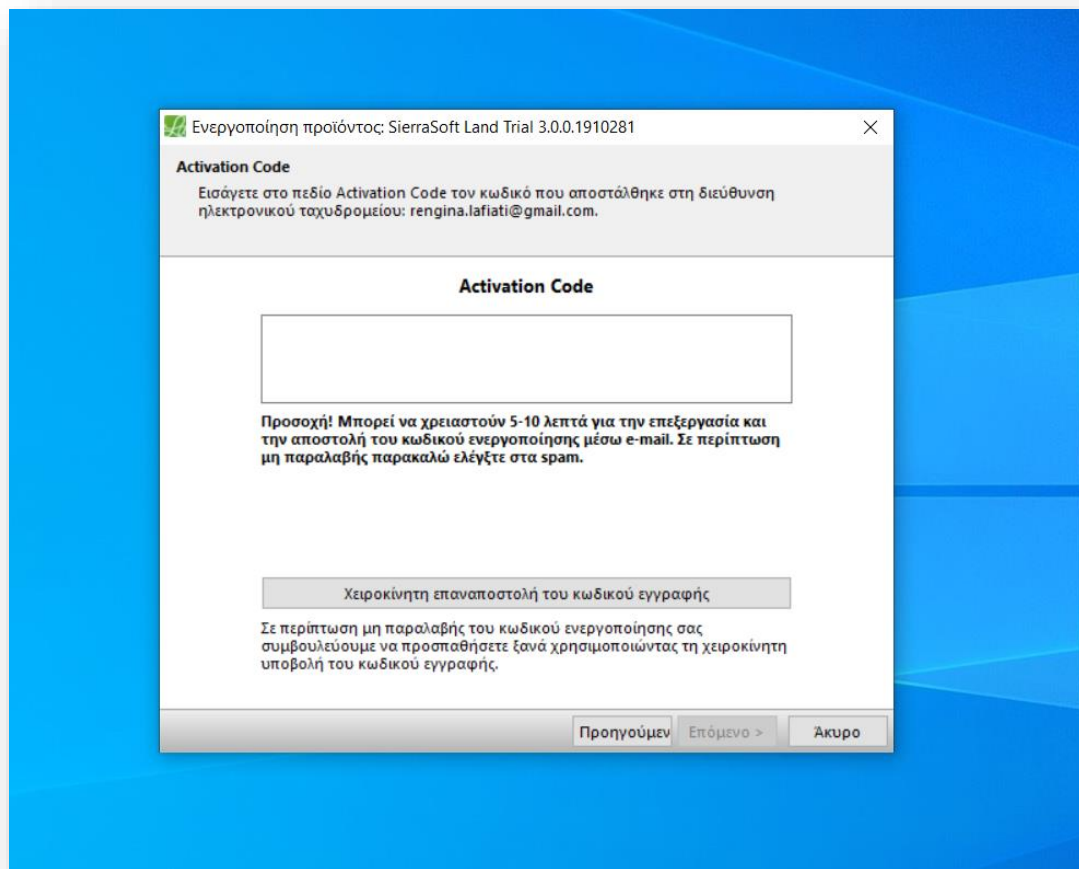 Ενεργοποίηση προϊόντος: SierraSoft Land Trial 3.0.0.1910281
Activation Code
Εισάγετε στο πεδίο Activation Code τον κωδικό που αποστάλθηκε στη διεύθυνση
ηλεκτρονικού ταχυδρομείου: rengina.lafiati@gmail.com.
Activation Code
Προσοχή! Μπορεί να χρειαστούν 5-10 λεπτά για την επεξεργασία και
την αποστολή του κωδικού ενεργοποίησης μέσω e-mail. Σε περίπτωση
μη παραλαβής παρακαλώ ελέγξτε στα spam.
Χειροκίνητη επαναποστολή του κωδικού εγγραφής
Σε περίπτωση μη παραλαβής του κωδικού ενεργοποίησης σας
συμβουλεύουμε να προσπαθήσετε ξανά χρησιμοποιώντας τη χειροκίνητη
υποβολή του κωδικού εγγραφής.
Προηγούμεν Επόμενο > Άκυρο